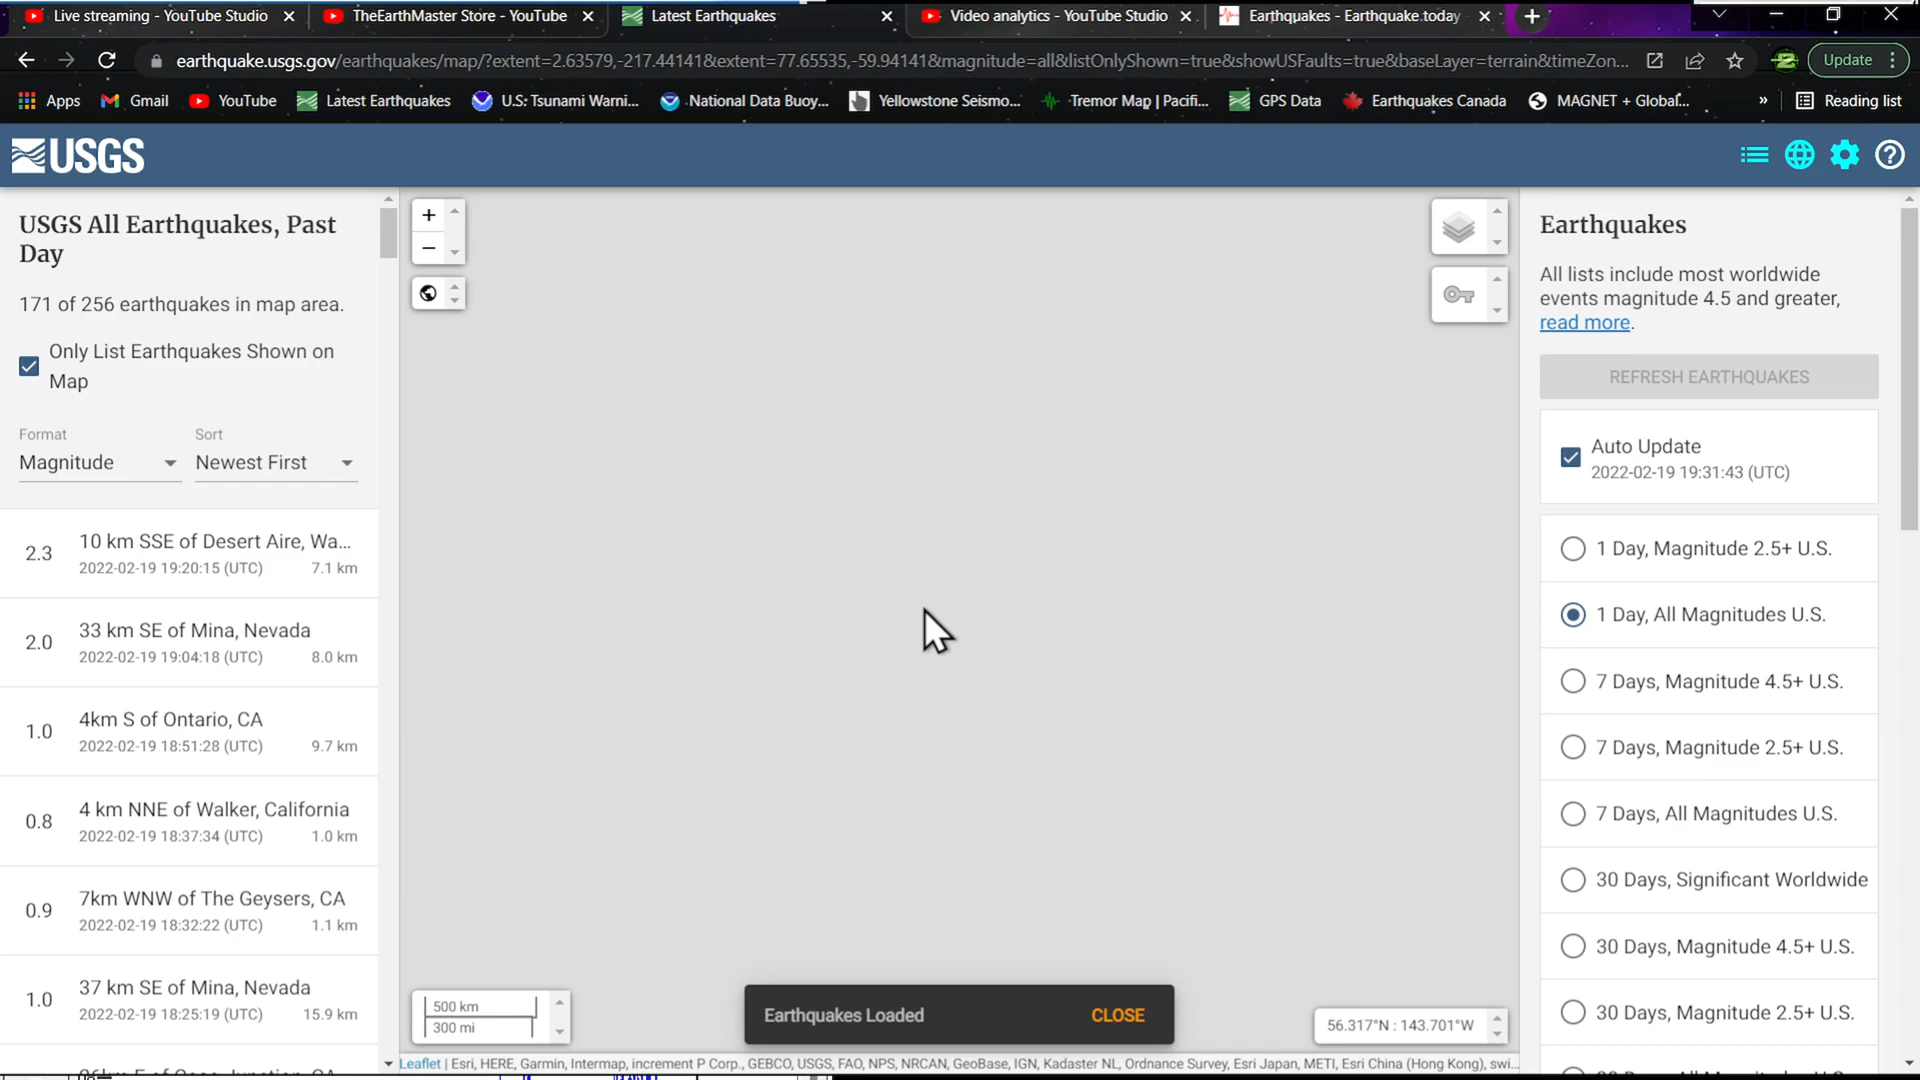 Live streaming - YouTube Studio
TheEarthMaster Store - YouTube
Latest Earthquakes
Video analytics - YouTube Studio
Earthquakes - Earthquake.today
earthquake.usgs.gov/earthquakes/map/?extent=2.63579,-217.44141&extent=77.65535,-59.94141&magnitude=all&listOnlyShown=true&showUSFaults=true&baseLayer=terrain&timeZon...
Update
Apps
Gmail
YouTube
Latest Earthquakes
U.S: Tsunami Warni...
National Data Buoy...
Yellowstone Seismo...
Tremor Map | Pacifi...
GPS Data
Earthquakes Canada
MAGNET + Global...
»
Reading list
USGS
USGS All Earthquakes, Past
Day
171 of 256 earthquakes in map area.
Only List Earthquakes Shown on
Map
Format
Sort
Magnitude
Newest First
2.3
10 km SSE of Desert Aire, Wa...
2022-02-19 19:20:15 (UTC)
7.1 km
2.0
33 km SE of Mina, Nevada
2022-02-19 19:04:18 (UTC)
8.0 km
1.0
4km S of Ontario, CA
2022-02-19 18:51:28 (UTC)
9.7 km
0.8
4 km NNE of Walker, California
2022-02-19 18:37:34 (UTC)
1.0 km
0.9
7km WNW of The Geysers, CA
2022-02-19 18:32:22 (UTC)
1.1 km
1.0
37 km SE of Mina, Nevada
2022-02-19 18:25:19 (UTC)
15.9 km
+
−
500 km
300 mi
Earthquakes Loaded
CLOSE
56.317°N : 143.701°W
Leaflet | Esri, HERE, Garmin, Intermap, increment P Corp., GEBCO, USGS, FAO, NPS, NRCAN, GeoBase, IGN, Kadaster NL, Ordnance Survey, Esri Japan, METI, Esri China (Hong Kong), swi...
Earthquakes
All lists include most worldwide
events magnitude 4.5 and greater,
read more.
REFRESH EARTHQUAKES
Auto Update
2022-02-19 19:31:43 (UTC)
1 Day, Magnitude 2.5+ U.S.
1 Day, All Magnitudes U.S.
7 Days, Magnitude 4.5+ U.S.
7 Days, Magnitude 2.5+ U.S.
7 Days, All Magnitudes U.S.
30 Days, Significant Worldwide
30 Days, Magnitude 4.5+ U.S.
30 Days, Magnitude 2.5+ U.S.